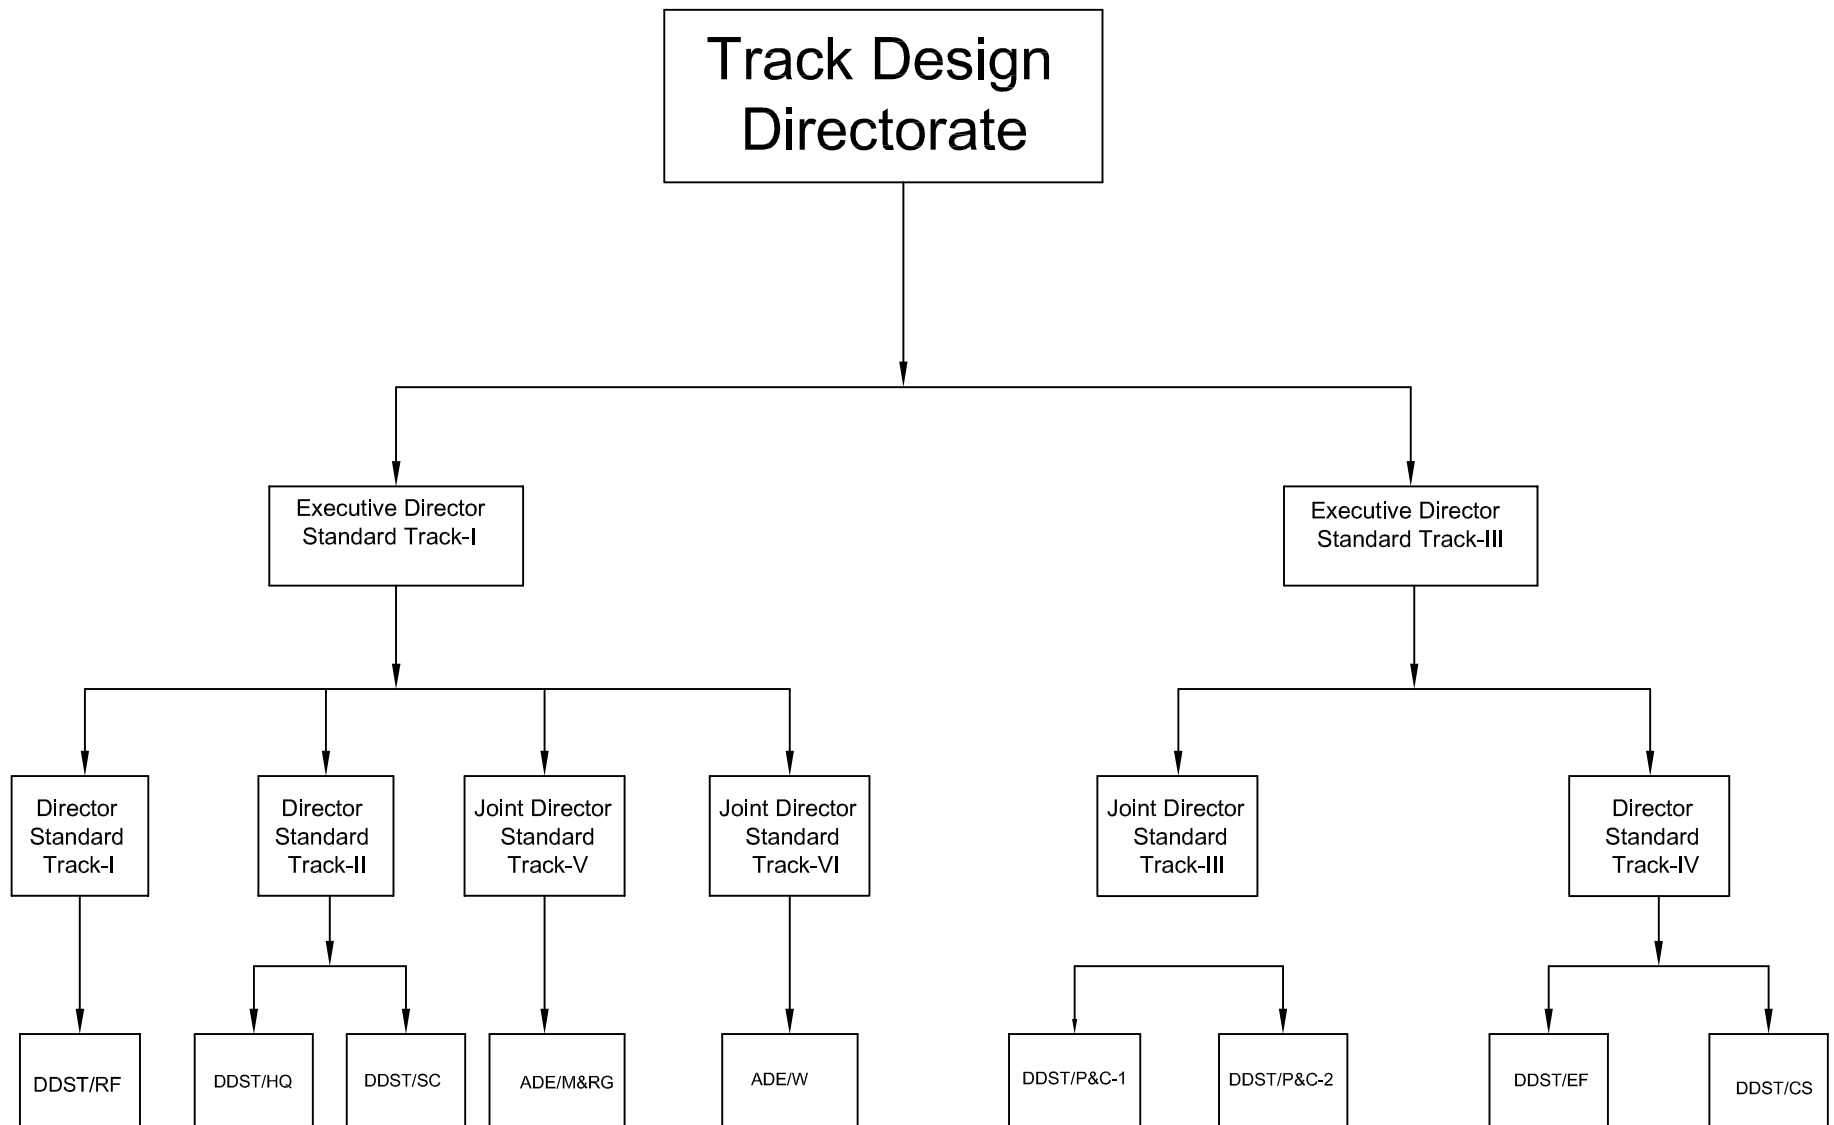 Track Design
Directorate
Executive Director
Standard Track-I
Executive Director
Standard Track-III
Director
Standard
Track-I
Director
Standard
Track-II
Joint Director
Standard
Track-V
Joint Director
Standard
Track-VI
Joint Director
Standard
Track-III
Director
Standard
Track-IV
DDST/RF
DDST/HQ
DDST/SC
ADE/M&RG
ADE/W
DDST/P&C-1
DDST/P&C-2
DDST/EF
DDST/CS